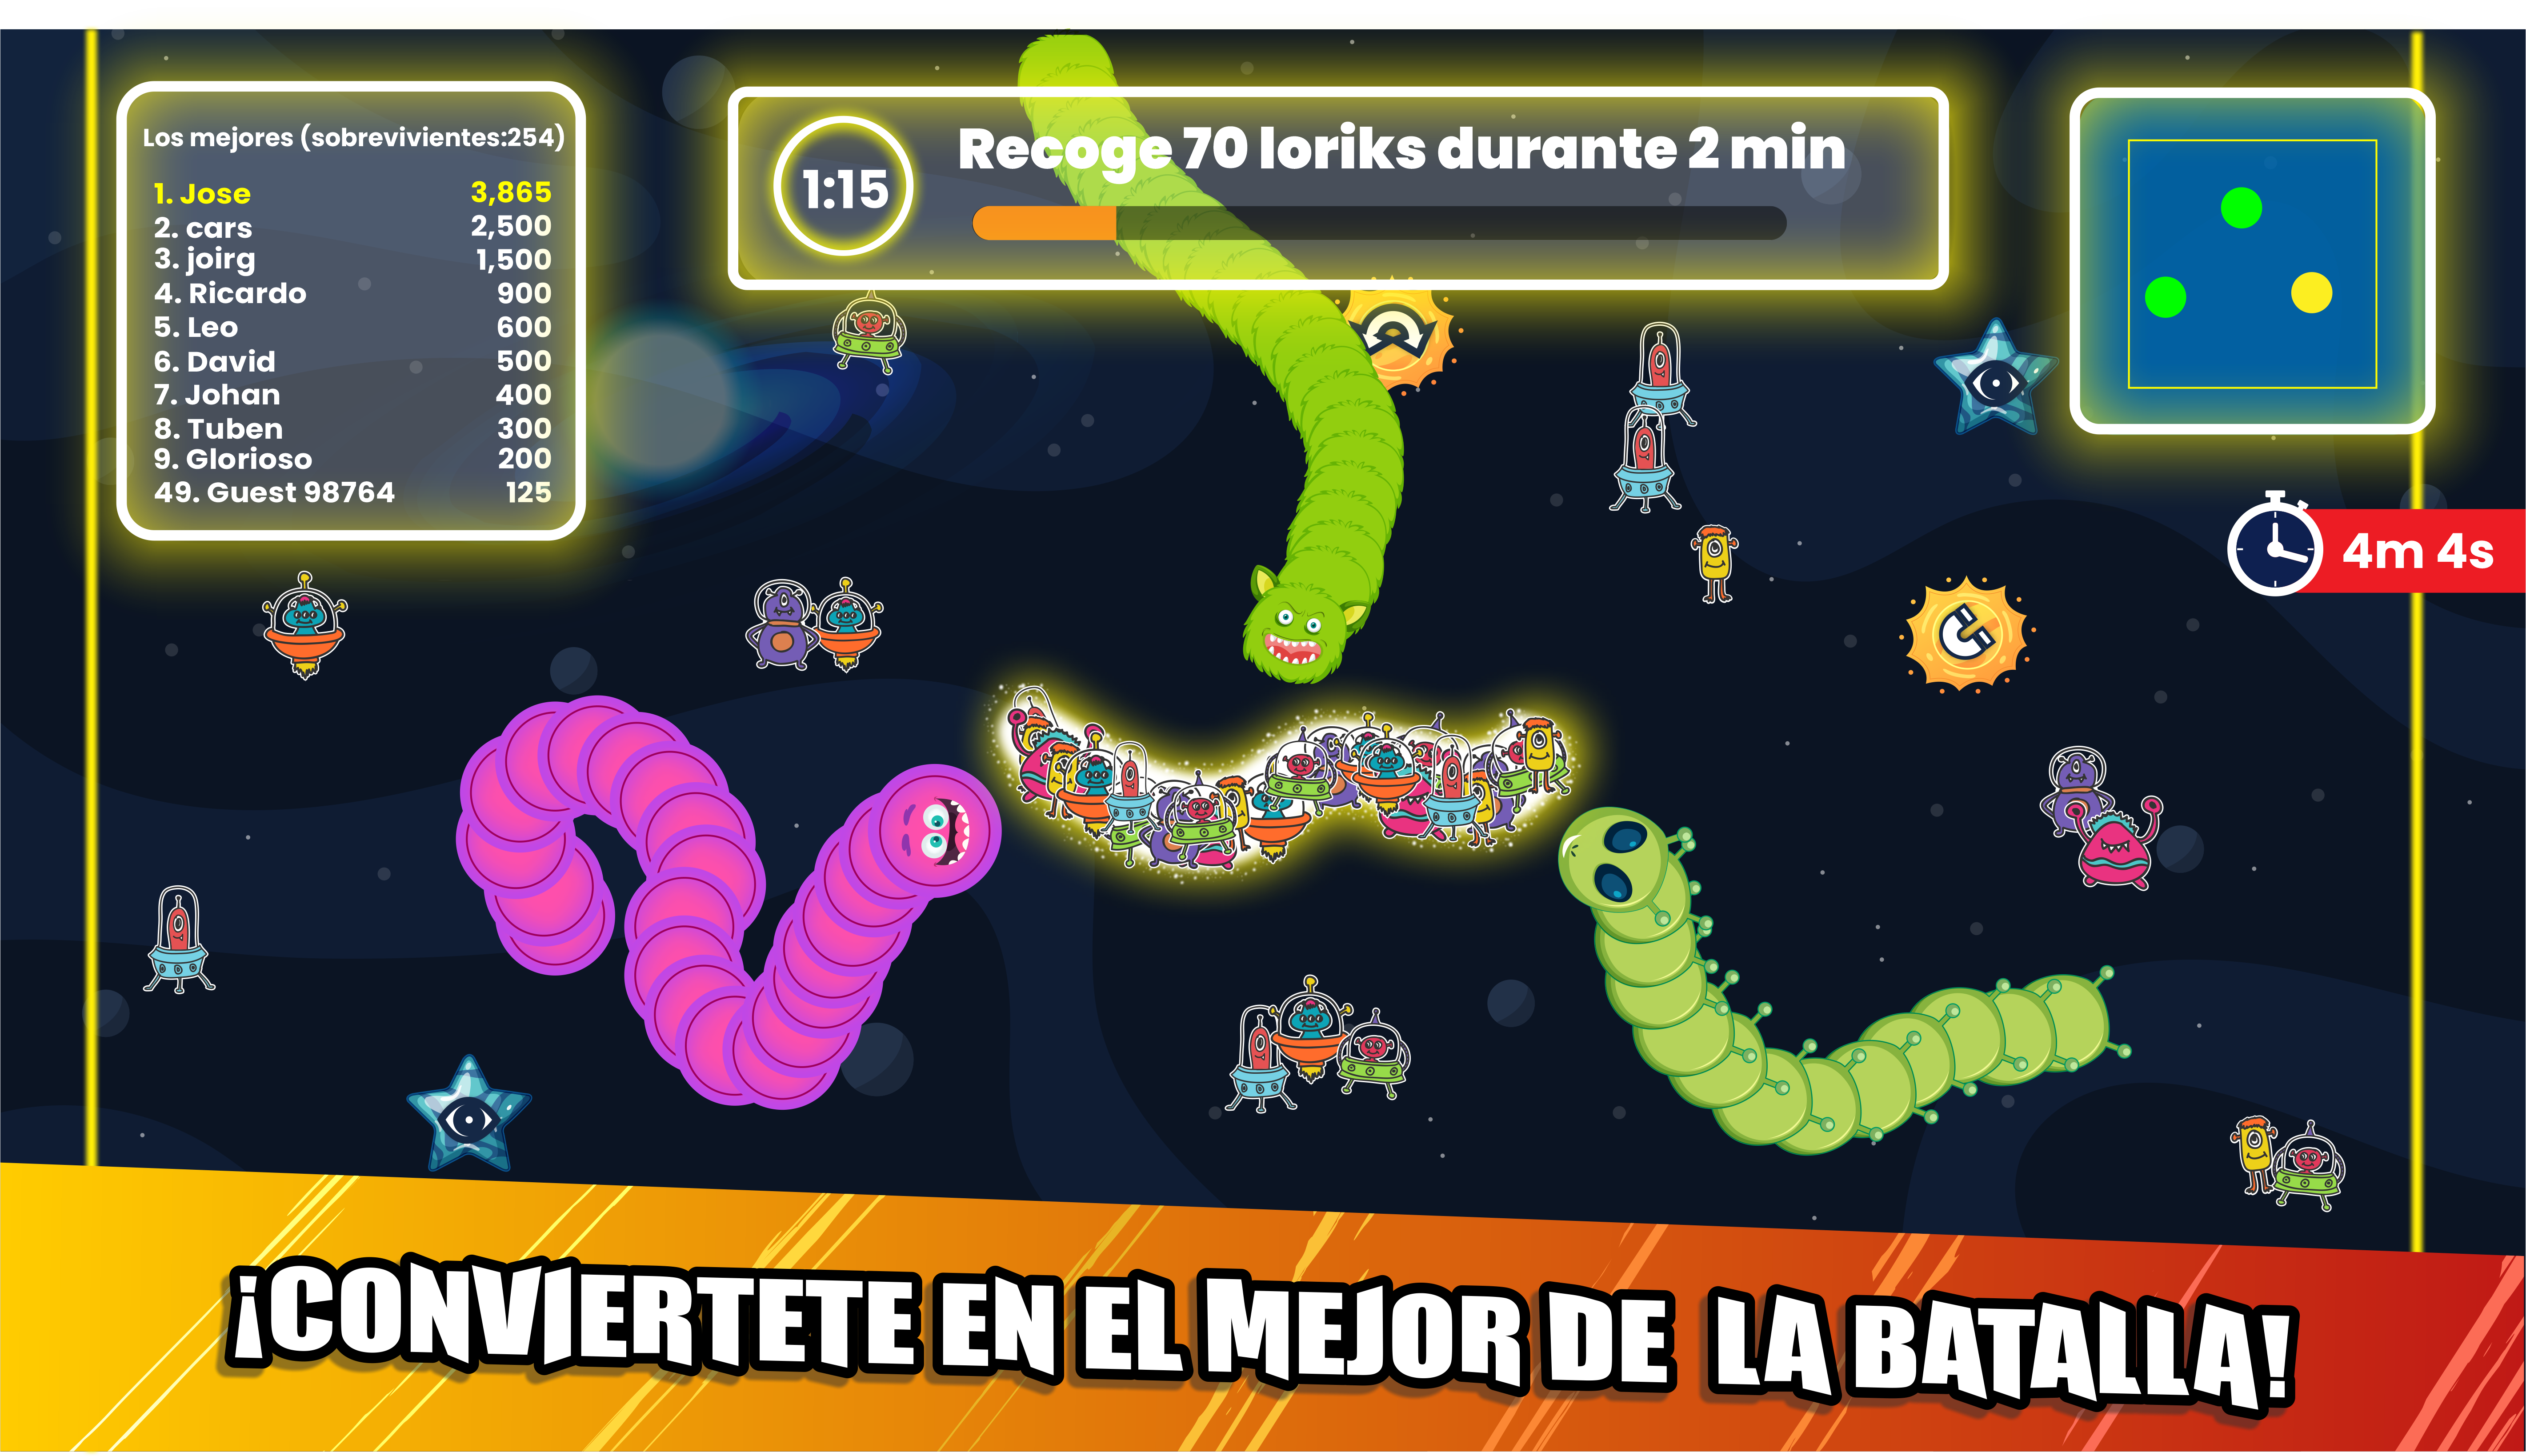 Los mejores (sobrevivientes:254)
1. Jose 3,865
2. cars 2,500
3. joirg 1,500
4. Ricardo 900
5. Leo 600
6. David 500
7. Johan 400
8. Tuben 300
9. Glorioso 200
49. Guest 98764 125
Recoge 70 loriks durante 2 min
1:15
4m 4s
¡CONVIERTETE EN EL MEJOR DE LA BATALLA!